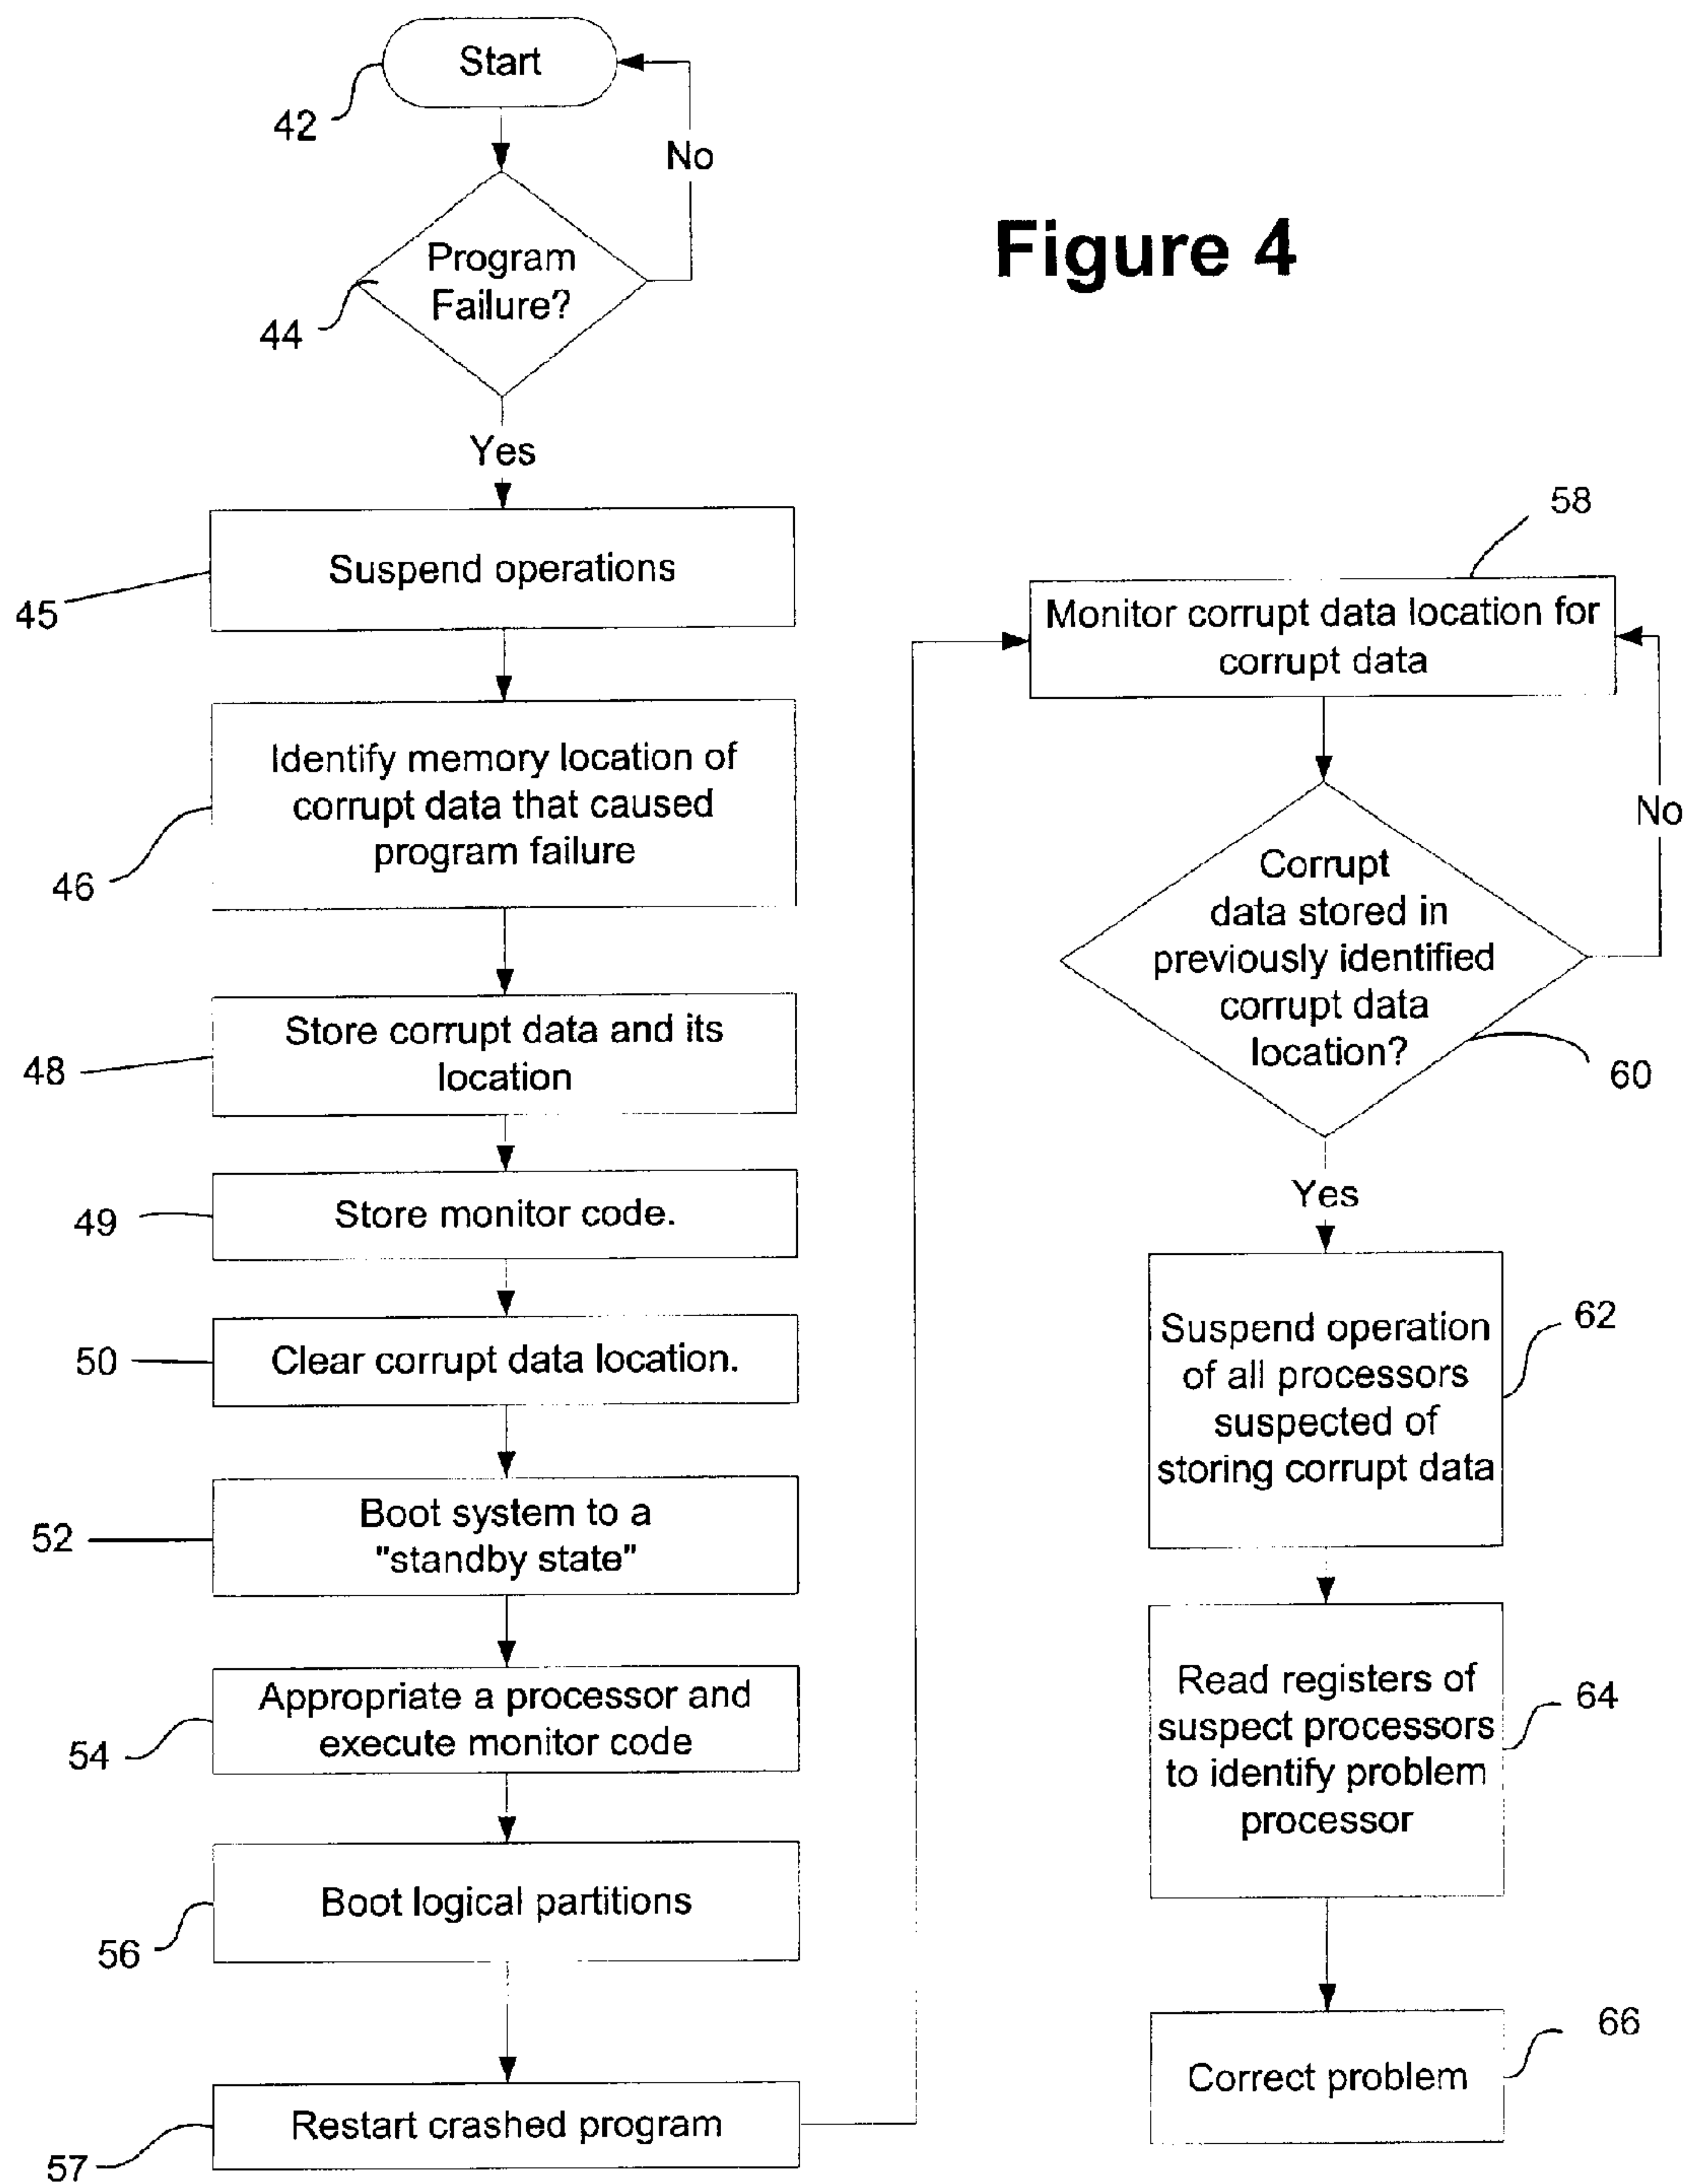 Start
42
No
Figure 4
Program
Failure?
44
Yes
Suspend operations
45
Identify memory location of
corrupt data that caused
program failure
46
Store corrupt data and its
location
48
Store monitor code.
49
Clear corrupt data location.
50
Boot system to a
"standby state"
52
Appropriate a processor and
execute monitor code
54
Boot logical partitions
56
Restart crashed program
57
58
Monitor corrupt data location for
corrupt data
No
Corrupt
data stored in
previously identified
corrupt data
location?
60
Yes
Suspend operation
of all processors
suspected of
storing corrupt data
62
Read registers of
suspect processors
to identify problem
processor
64
Correct problem
66